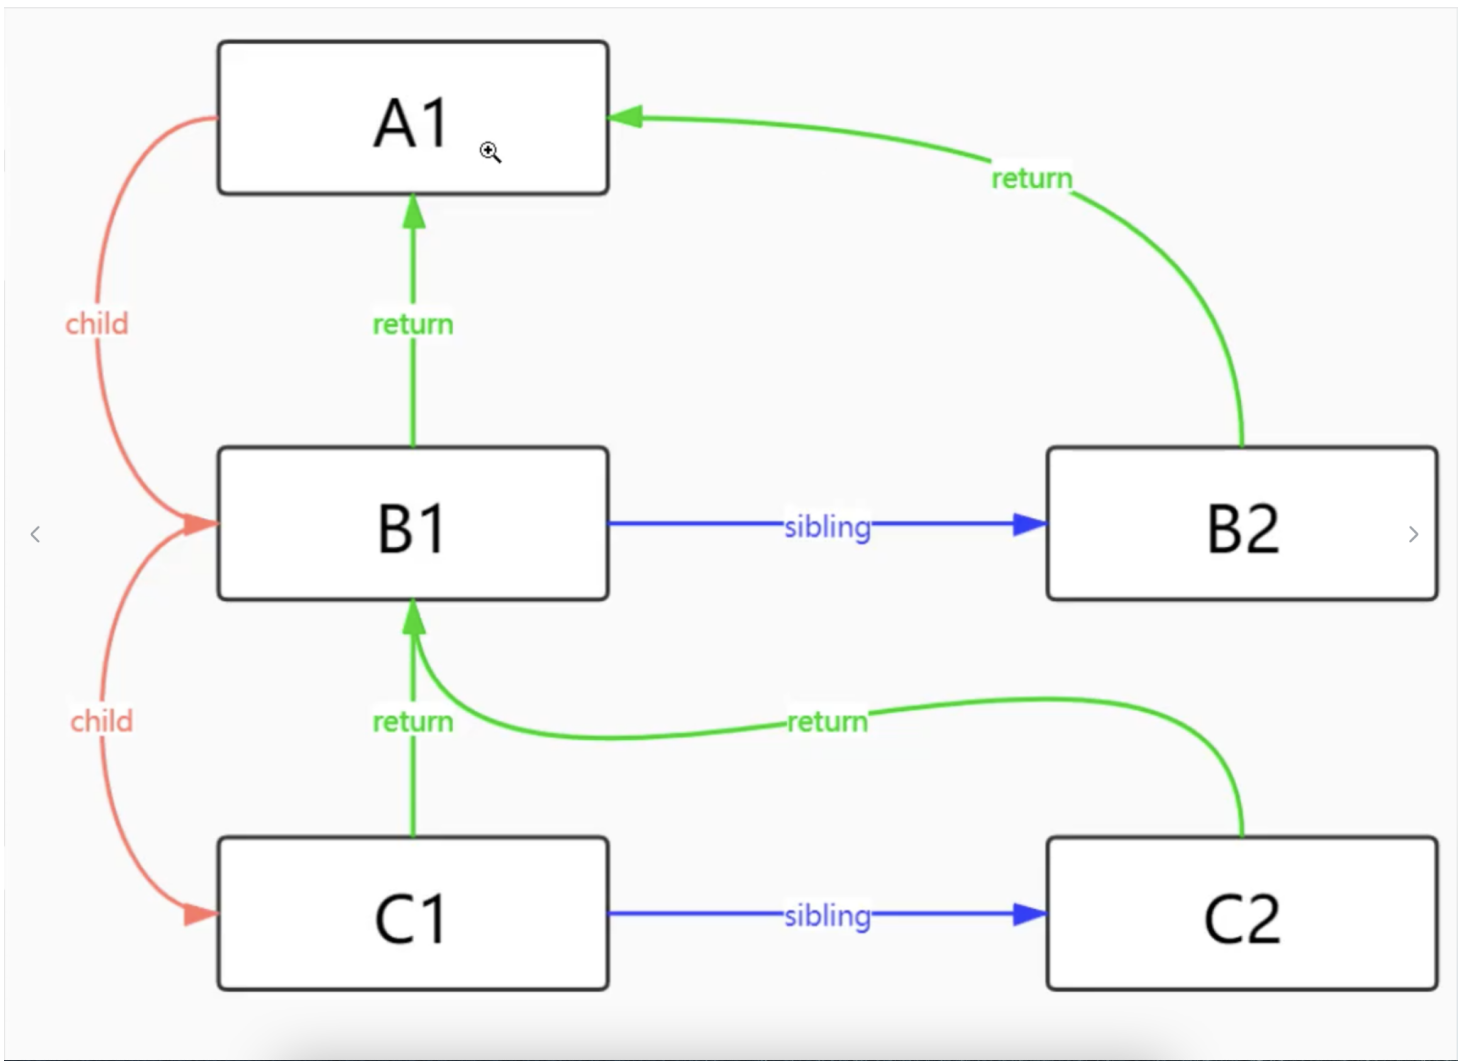 A1
return
child
return
B1
sibling
B2
child
return
return
C1
sibling
C2